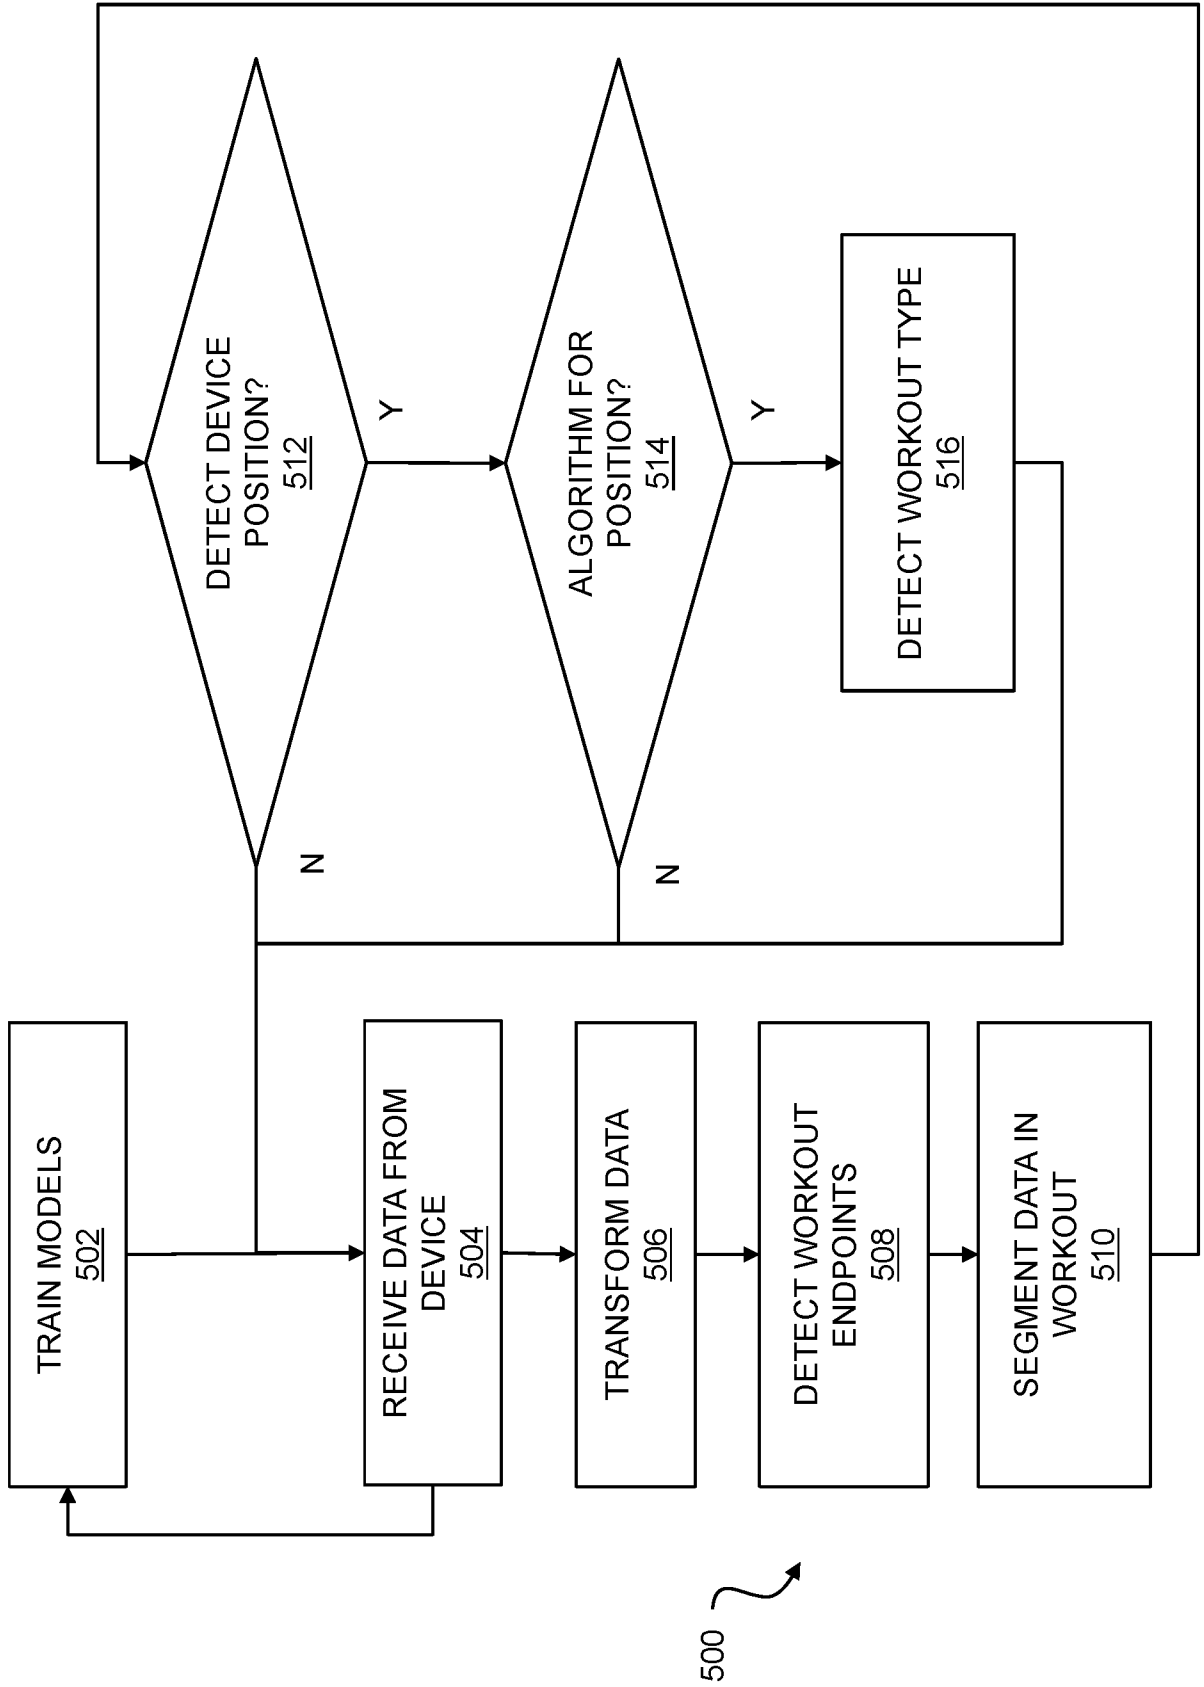 TRAIN MODELS
502
RECEIVE DATA FROM
DEVICE
504
TRANSFORM DATA
506
DETECT WORKOUT
ENDPOINTS
508
SEGMENT DATA IN
WORKOUT
510
DETECT DEVICE
POSITION?
512
N
Y
ALGORITHM FOR
POSITION?
514
N
Y
DETECT WORKOUT TYPE
516
500